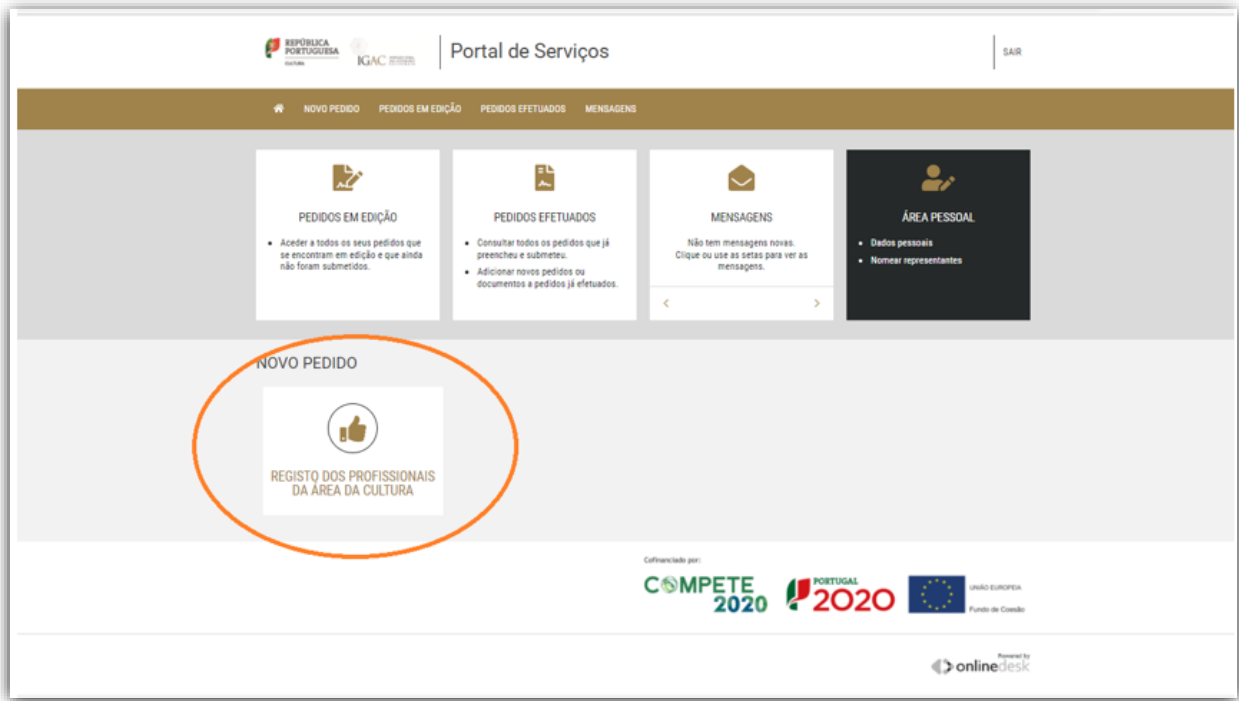 REPÚBLICA
PORTUGUESA
CULTURA
IGAC
Portal de Serviços
SAIR
NOVO PEDIDO PEDIDOS EM EDIÇÃO PEDIDOS EFETUADOS MENSAGENS
PEDIDOS EM EDIÇÃO
• Aceder a todos os seus pedidos que
se encontram em edição e que ainda
não foram submetidos.
PEDIDOS EFETUADOS
• Consultar todos os pedidos que já
preencheu e submeteu.
• Adicionar novos pedidos ou
documentos a pedidos já efetuados.
MENSAGENS
Não tem mensagens novas.
Clique ou use as setas para ver as
mensagens.
ÁREA PESSOAL
• Dados pessoais
• Nomear representantes
NOVO PEDIDO
REGISTO DOS PROFISSIONAIS
DA ÁREA DA CULTURA
Cofinanciado por:
COMPETE
2020
PORTUGAL
2020
UNIÃO EUROPEIA
Fundo de Coesão
Powered by
onlinedesk